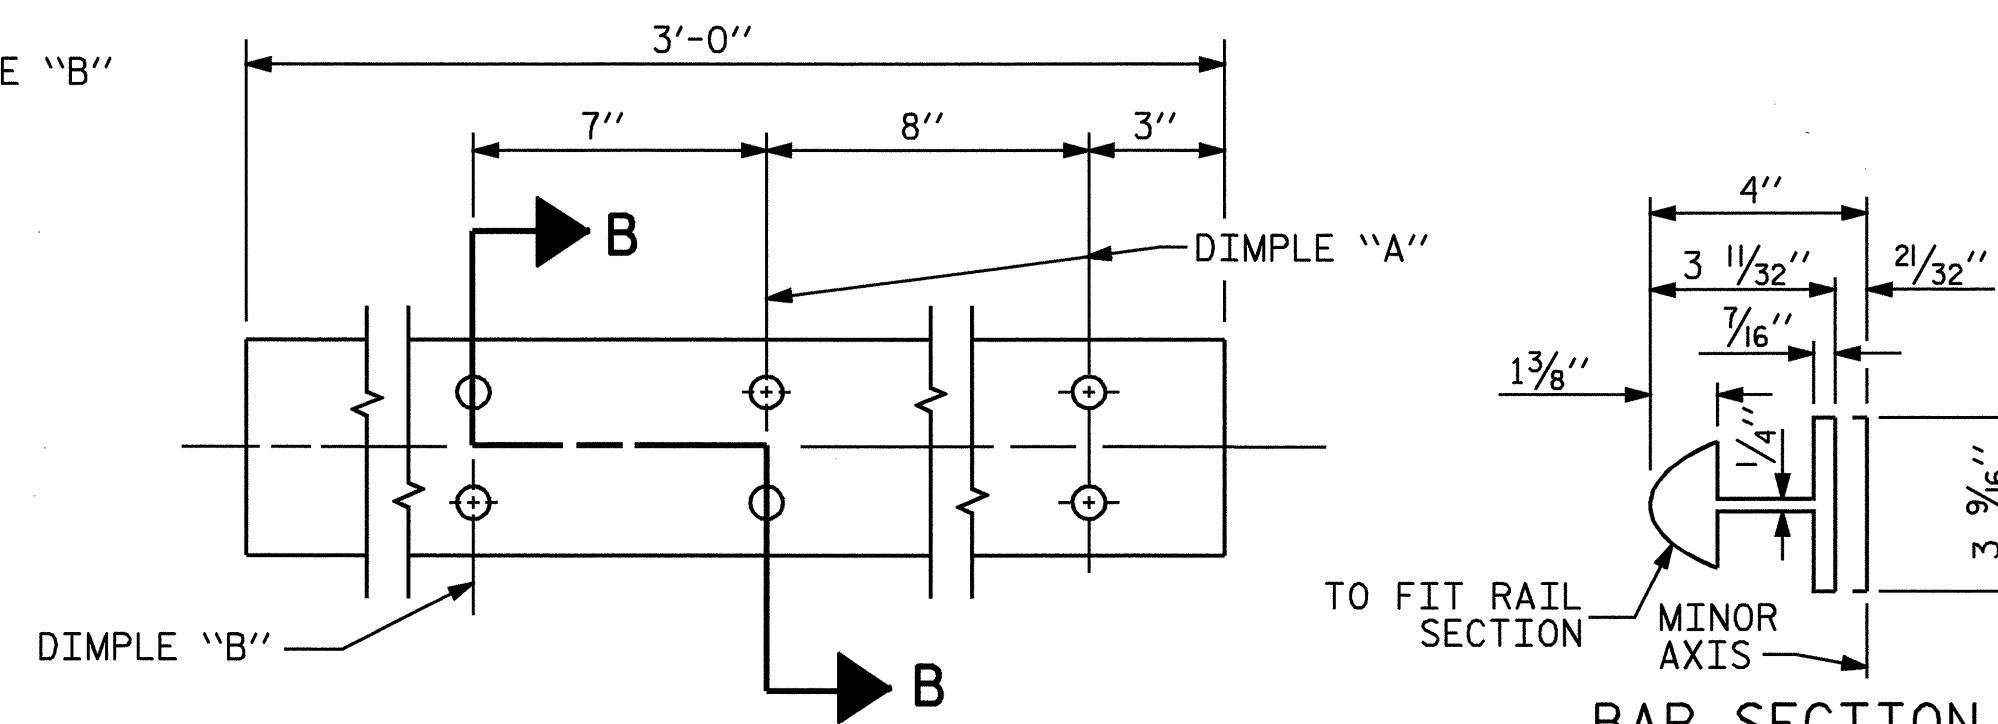 3'-0"
E "B"
7" 8" 3"
B
DIMPLE "A"
DIMPLE "B"
B
4"
3 11/32" 21/32"
7/16"
1 3/8"
1/4"
3 9/16"
TO FIT RAIL
SECTION
MINOR
AXIS
BAR SECTION